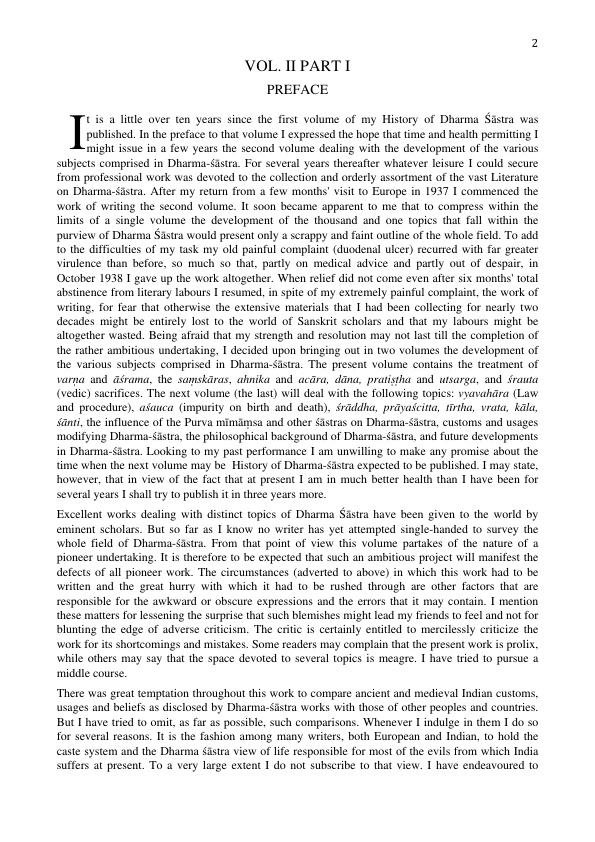 2
VOL. II PART I
PREFACE
It is a little over ten years since the first volume of my History of Dharma Śāstra was
published. In the preface to that volume I expressed the hope that time and health permitting I
might issue in a few years the second volume dealing with the development of the various
subjects comprised in Dharma-śāstra. For several years thereafter whatever leisure I could secure
from professional work was devoted to the collection and orderly assortment of the vast Literature
on Dharma-śāstra. After my return from a few months' visit to Europe in 1937 I commenced the
work of writing the second volume. It soon became apparent to me that to compress within the
limits of a single volume the development of the thousand and one topics that fall within the
purview of Dharma Śāstra would present only a scrappy and faint outline of the whole field. To add
to the difficulties of my task my old painful complaint (duodenal ulcer) recurred with far greater
virulence than before, so much so that, partly on medical advice and partly out of despair, in
October 1938 I gave up the work altogether. When relief did not come even after six months' total
abstinence from literary labours I resumed, in spite of my extremely painful complaint, the work of
writing, for fear that otherwise the extensive materials that I had been collecting for nearly two
decades might be entirely lost to the world of Sanskrit scholars and that my labours might be
altogether wasted. Being afraid that my strength and resolution may not last till the completion of
the rather ambitious undertaking, I decided upon bringing out in two volumes the development of
the various subjects comprised in Dharma-śāstra. The present volume contains the treatment of
varṇa and āśrama, the saṃskāras, ahnika and acāra, dāna, pratiṣṭha and utsarga, and śrauta
(vedic) sacrifices. The next volume (the last) will deal with the following topics: vyavahāra (Law
and procedure), aśauca (impurity on birth and death), śrāddha, prāyaścitta, tīrtha, vrata, kāla,
śānti, the influence of the Purva mīmāṃsa and other śāstras on Dharma-śāstra, customs and usages
modifying Dharma-śāstra, the philosophical background of Dharma-śāstra, and future developments
in Dharma-śāstra. Looking to my past performance I am unwilling to make any promise about the
time when the next volume may be History of Dharma-śāstra expected to be published. I may state,
however, that in view of the fact that at present I am in much better health than I have been for
several years I shall try to publish it in three years more.
Excellent works dealing with distinct topics of Dharma Śāstra have been given to the world by
eminent scholars. But so far as I know no writer has yet attempted single-handed to survey the
whole field of Dharma-śāstra. From that point of view this volume partakes of the nature of a
pioneer undertaking. It is therefore to be expected that such an ambitious project will manifest the
defects of all pioneer work. The circumstances (adverted to above) in which this work had to be
written and the great hurry with which it had to be rushed through are other factors that are
responsible for the awkward or obscure expressions and the errors that it may contain. I mention
these matters for lessening the surprise that such blemishes might lead my friends to feel and not for
blunting the edge of adverse criticism. The critic is certainly entitled to mercilessly criticize the
work for its shortcomings and mistakes. Some readers may complain that the present work is prolix,
while others may say that the space devoted to several topics is meagre. I have tried to pursue a
middle course.
There was great temptation throughout this work to compare ancient and medieval Indian customs,
usages and beliefs as disclosed by Dharma-śāstra works with those of other peoples and countries.
But I have tried to omit, as far as possible, such comparisons. Whenever I indulge in them I do so
for several reasons. It is the fashion among many writers, both European and Indian, to hold the
caste system and the Dharma śāstra view of life responsible for most of the evils from which India
suffers at present. To a very large extent I do not subscribe to that view. I have endeavoured to